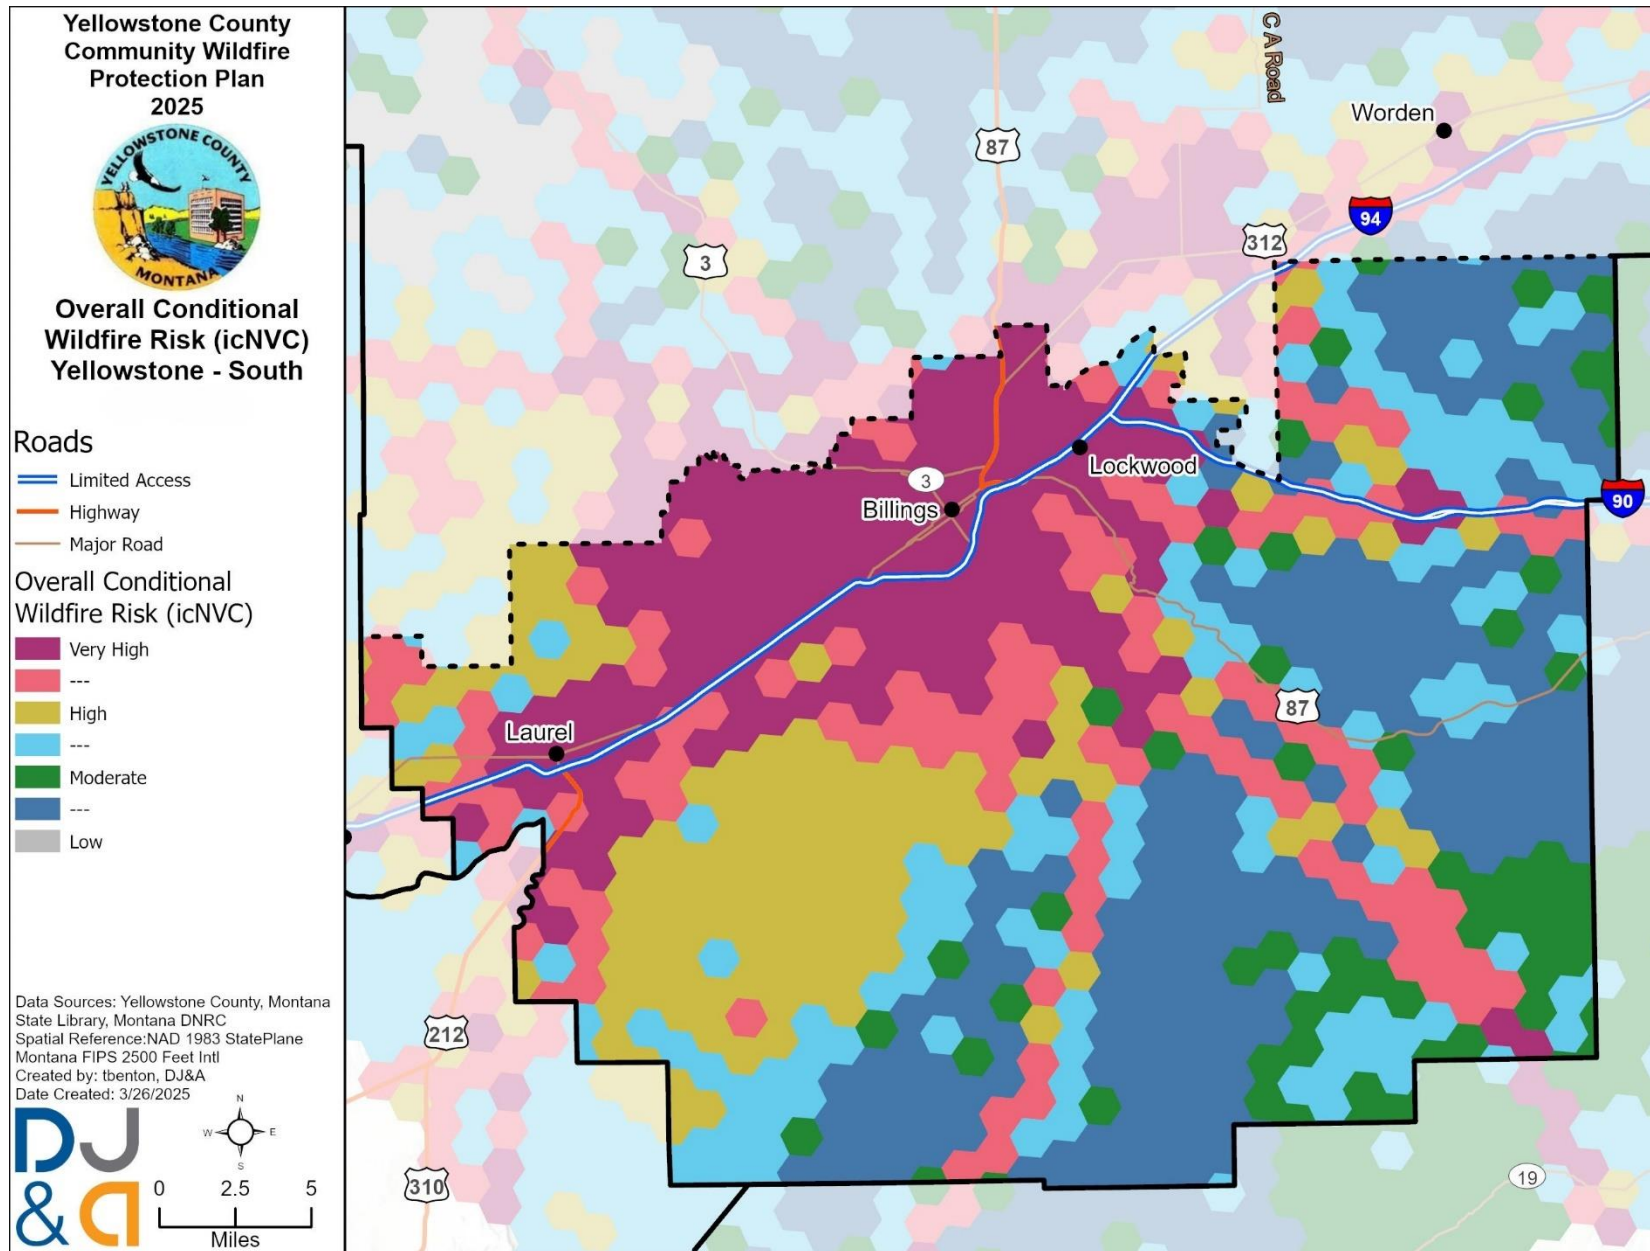 Yellowstone County
Community Wildfire
Protection Plan
2025
YELLOWSTONE COUNTY
MONTANA
Overall Conditional
Wildfire Risk (icNVC)
Yellowstone - South
Roads
Limited Access
Highway
Major Road
Overall Conditional
Wildfire Risk (icNVC)
Very High
---
High
---
Moderate
---
Low
Data Sources: Yellowstone County, Montana
State Library, Montana DNRC
Spatial Reference:NAD 1983 StatePlane
Montana FIPS 2500 Feet Intl
Created by: tbenton, DJ&A
Date Created: 3/26/2025
DJ
&A
N
W E
S
0 2.5 5
Miles
C A Road
Worden
87
94
312
3
Lockwood
3
Billings
90
87
Laurel
212
310
19